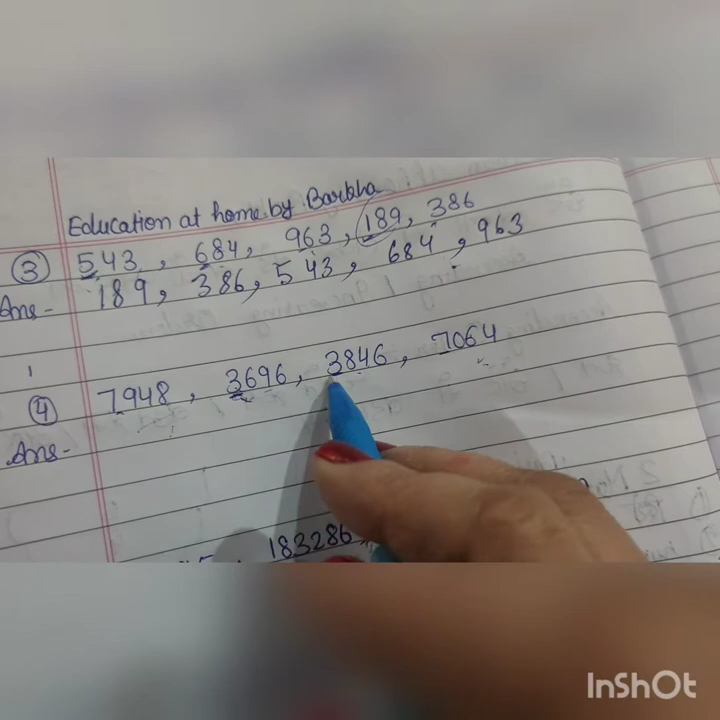 Education at home by Barkha
③ 543, 684, 963, 189, 386
Ans- 189, 386, 543, 684, 963
④ 7948, 3696, 3846, 7064
Ans-
183286
InShOt